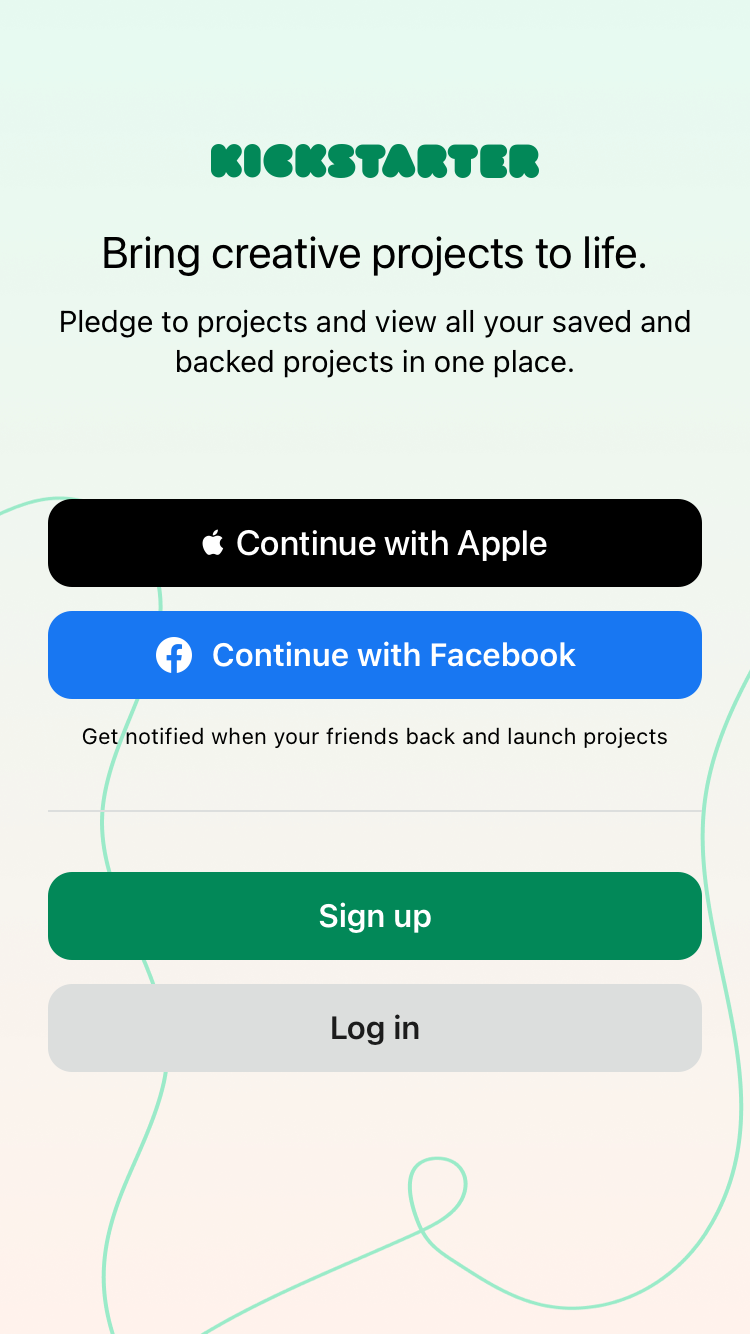 KICKSTARTER
Bring creative projects to life.
Pledge to projects and view all your saved and
backed projects in one place.
Continue with Apple
Continue with Facebook
Get notified when your friends back and launch projects
Sign up
Log in